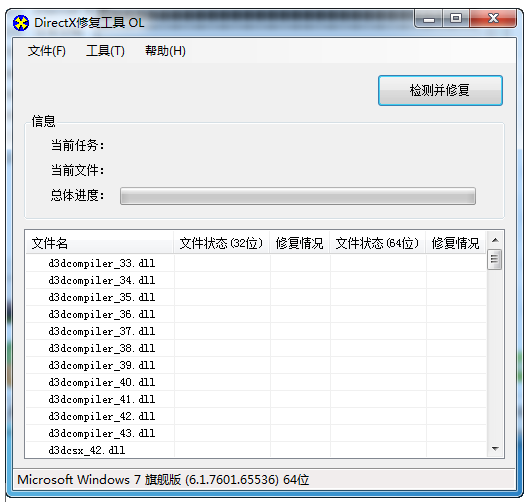 DirectX修复工具 OL
文件(F) 工具(T) 帮助(H)
检测并修复
信息
当前任务：
当前文件：
总体进度：
文件名 文件状态(32位) 修复情况 文件状态(64位) 修复情况
d3dcompiler_33.dll
d3dcompiler_34.dll
d3dcompiler_35.dll
d3dcompiler_36.dll
d3dcompiler_37.dll
d3dcompiler_38.dll
d3dcompiler_39.dll
d3dcompiler_40.dll
d3dcompiler_41.dll
d3dcompiler_42.dll
d3dcompiler_43.dll
d3dcsx_42.dll
Microsoft Windows 7 旗舰版 (6.1.7601.65536) 64位